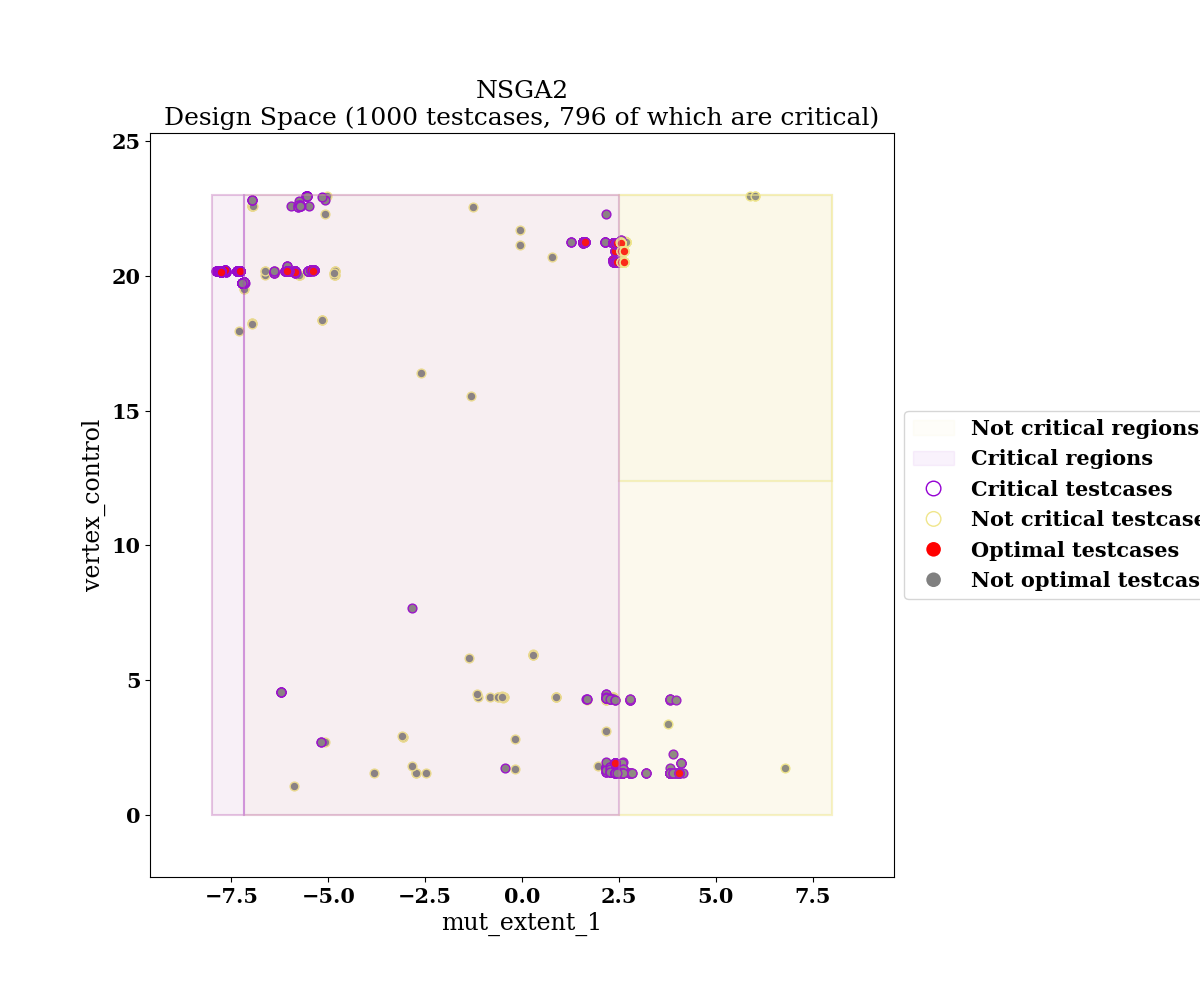 NSGA2
Design Space (1000 testcases, 796 of which are critical)
25
20
15
10
5
0
vertex_control
−7.5 −5.0 −2.5 0.0 2.5 5.0 7.5
mut_extent_1
Not critical regions
Critical regions
Critical testcases
Not critical testcase
Optimal testcases
Not optimal testcas